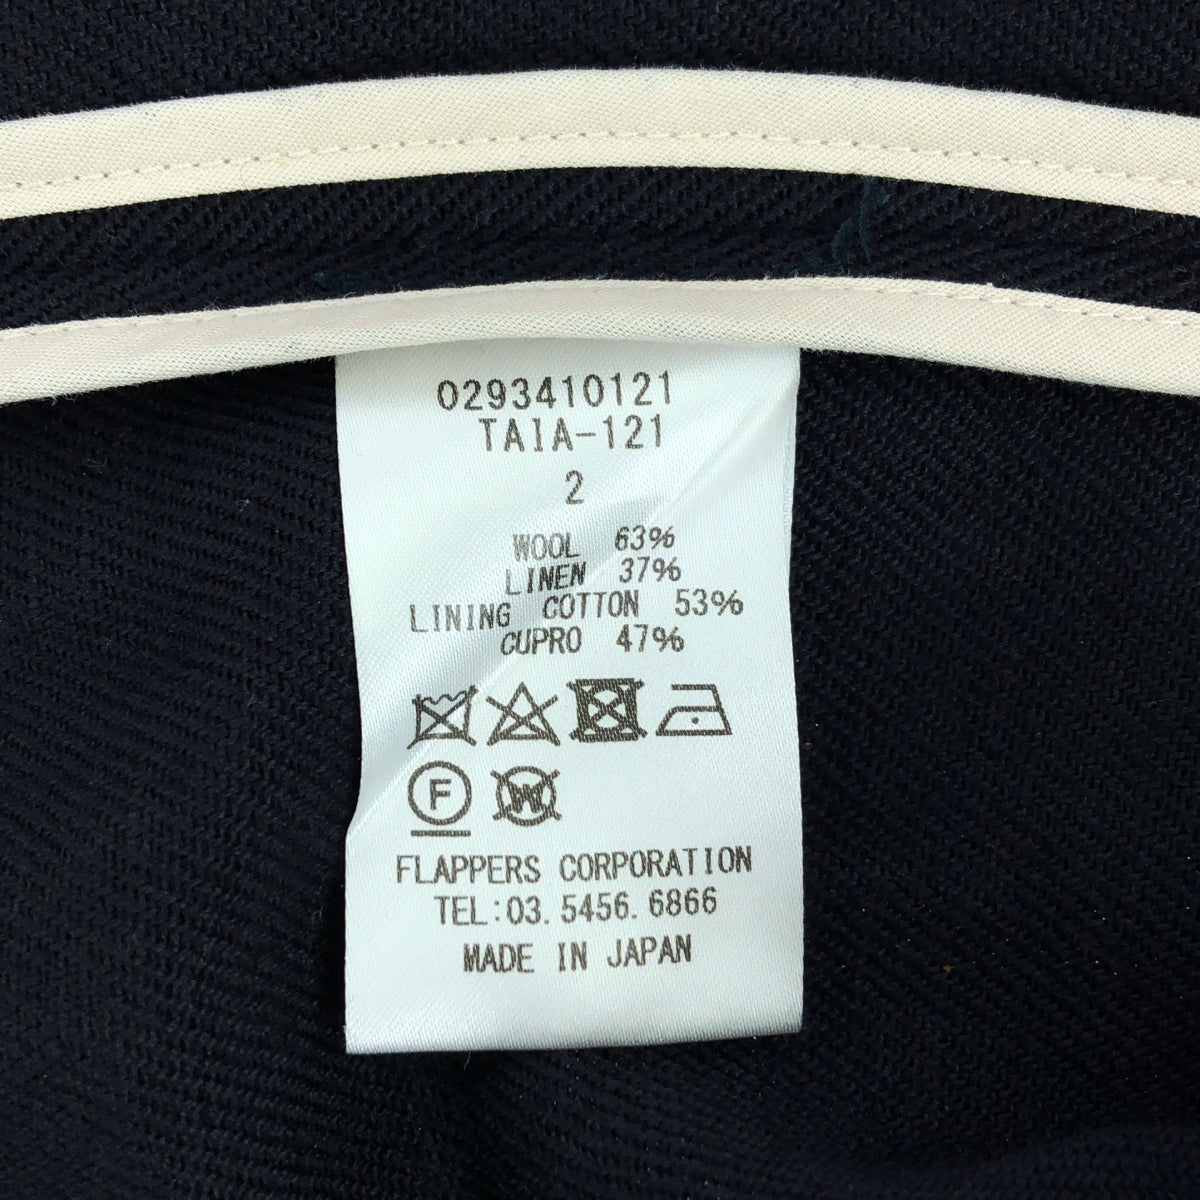 0293410121
TAIA-121
2
WOOL 63%
LINEN 37%
LINING COTTON 53%
CUPRO 47%
F
W
FLAPPERS CORPORATION
TEL:03.5456.6866
MADE IN JAPAN